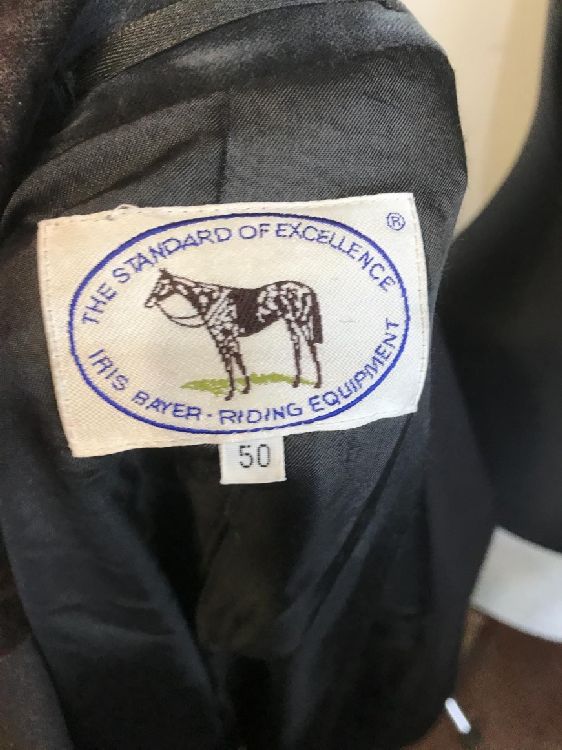 THE STANDARD OF EXCELLENCE
®
IRIS BAYER · RIDING EQUIPMENT
50